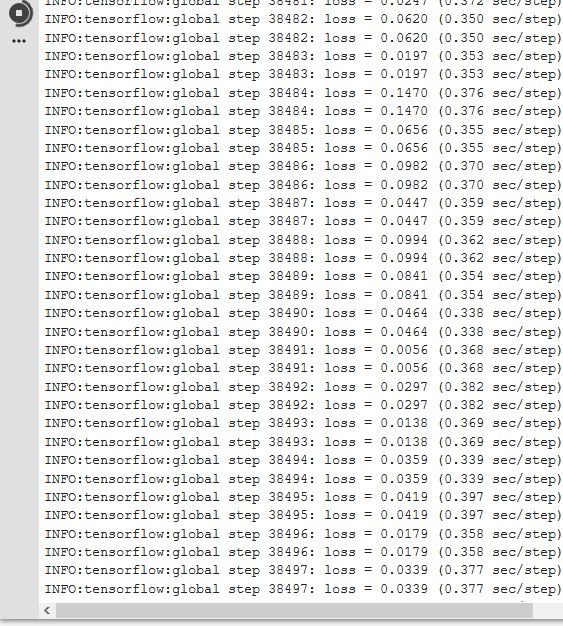 INFO:tensorflow:global step 38481: loss = 0.0247 (0.372 sec/step)
INFO:tensorflow:global step 38482: loss = 0.0620 (0.350 sec/step)
INFO:tensorflow:global step 38482: loss = 0.0620 (0.350 sec/step)
INFO:tensorflow:global step 38483: loss = 0.0197 (0.353 sec/step)
INFO:tensorflow:global step 38483: loss = 0.0197 (0.353 sec/step)
INFO:tensorflow:global step 38484: loss = 0.1470 (0.376 sec/step)
INFO:tensorflow:global step 38484: loss = 0.1470 (0.376 sec/step)
INFO:tensorflow:global step 38485: loss = 0.0656 (0.355 sec/step)
INFO:tensorflow:global step 38485: loss = 0.0656 (0.355 sec/step)
INFO:tensorflow:global step 38486: loss = 0.0982 (0.370 sec/step)
INFO:tensorflow:global step 38486: loss = 0.0982 (0.370 sec/step)
INFO:tensorflow:global step 38487: loss = 0.0447 (0.359 sec/step)
INFO:tensorflow:global step 38487: loss = 0.0447 (0.359 sec/step)
INFO:tensorflow:global step 38488: loss = 0.0994 (0.362 sec/step)
INFO:tensorflow:global step 38488: loss = 0.0994 (0.362 sec/step)
INFO:tensorflow:global step 38489: loss = 0.0841 (0.354 sec/step)
INFO:tensorflow:global step 38489: loss = 0.0841 (0.354 sec/step)
INFO:tensorflow:global step 38490: loss = 0.0464 (0.338 sec/step)
INFO:tensorflow:global step 38490: loss = 0.0464 (0.338 sec/step)
INFO:tensorflow:global step 38491: loss = 0.0056 (0.368 sec/step)
INFO:tensorflow:global step 38491: loss = 0.0056 (0.368 sec/step)
INFO:tensorflow:global step 38492: loss = 0.0297 (0.382 sec/step)
INFO:tensorflow:global step 38492: loss = 0.0297 (0.382 sec/step)
INFO:tensorflow:global step 38493: loss = 0.0138 (0.369 sec/step)
INFO:tensorflow:global step 38493: loss = 0.0138 (0.369 sec/step)
INFO:tensorflow:global step 38494: loss = 0.0359 (0.339 sec/step)
INFO:tensorflow:global step 38494: loss = 0.0359 (0.339 sec/step)
INFO:tensorflow:global step 38495: loss = 0.0419 (0.397 sec/step)
INFO:tensorflow:global step 38495: loss = 0.0419 (0.397 sec/step)
INFO:tensorflow:global step 38496: loss = 0.0179 (0.358 sec/step)
INFO:tensorflow:global step 38496: loss = 0.0179 (0.358 sec/step)
INFO:tensorflow:global step 38497: loss = 0.0339 (0.377 sec/step)
INFO:tensorflow:global step 38497: loss = 0.0339 (0.377 sec/step)